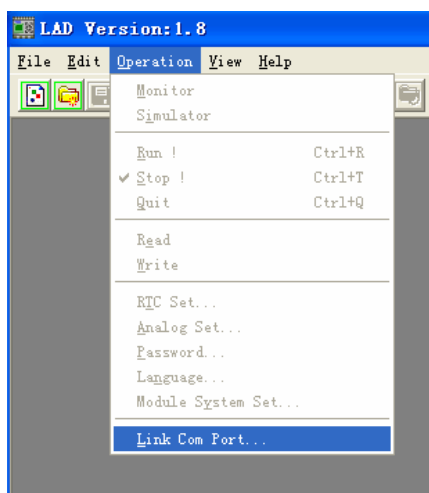 LAD Version:1.8
File Edit Operation View Help
Monitor
Simulator
Run ! Ctrl+R
Stop ! Ctrl+T
Quit Ctrl+Q
Read
Write
RTC Set...
Analog Set...
Password...
Language...
Module System Set...
Link Com Port...